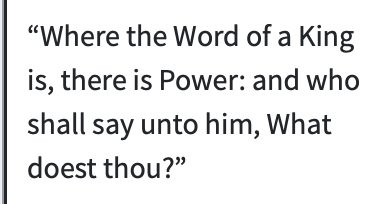 “Where the Word of a King
is, there is Power: and who
shall say unto him, What
doest thou?”